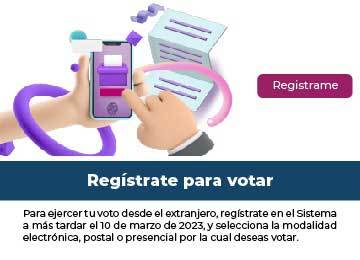 Registrame
Regístrate para votar
Para ejercer tu voto desde el extranjero, regístrate en el Sistema
a más tardar el 10 de marzo de 2023, y selecciona la modalidad
electrónica, postal o presencial por la cual deseas votar.